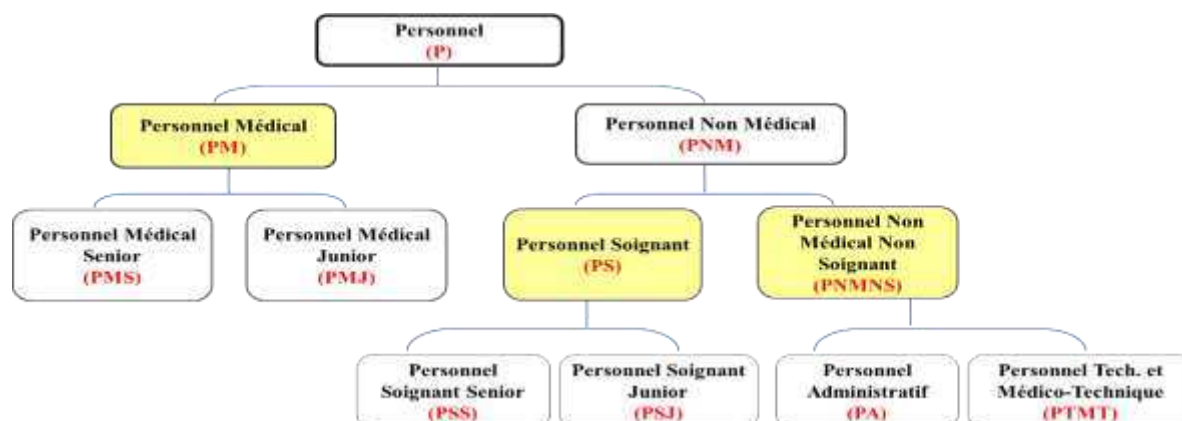 Personnel
(P)
Personnel Médical
(PM)
Personnel Non Médical
(PNM)
Personnel Médical
Senior
(PMS)
Personnel Médical
Junior
(PMJ)
Personnel Soignant
(PS)
Personnel Non
Médical Non
Soignant
(PNMNS)
Personnel
Soignant Senior
(PSS)
Personnel Soignant
Junior
(PSJ)
Personnel
Administratif
(PA)
Personnel Tech. et
Médico-Technique
(PTMT)